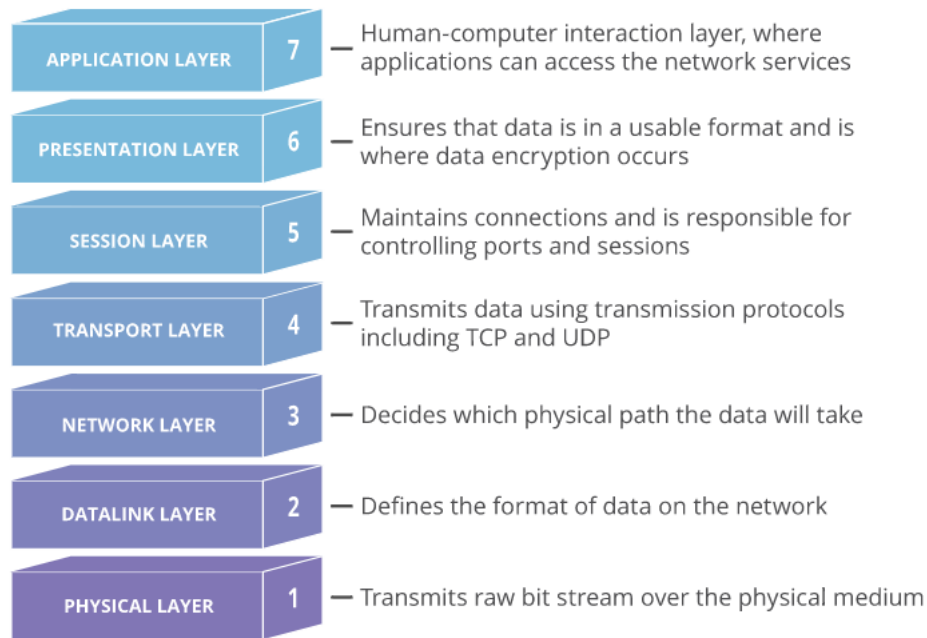 APPLICATION LAYER 7
Human-computer interaction layer, where
applications can access the network services
PRESENTATION LAYER 6
Ensures that data is in a usable format and is
where data encryption occurs
SESSION LAYER 5
Maintains connections and is responsible for
controlling ports and sessions
TRANSPORT LAYER 4
Transmits data using transmission protocols
including TCP and UDP
NETWORK LAYER 3
Decides which physical path the data will take
DATALINK LAYER 2
Defines the format of data on the network
PHYSICAL LAYER 1
Transmits raw bit stream over the physical medium